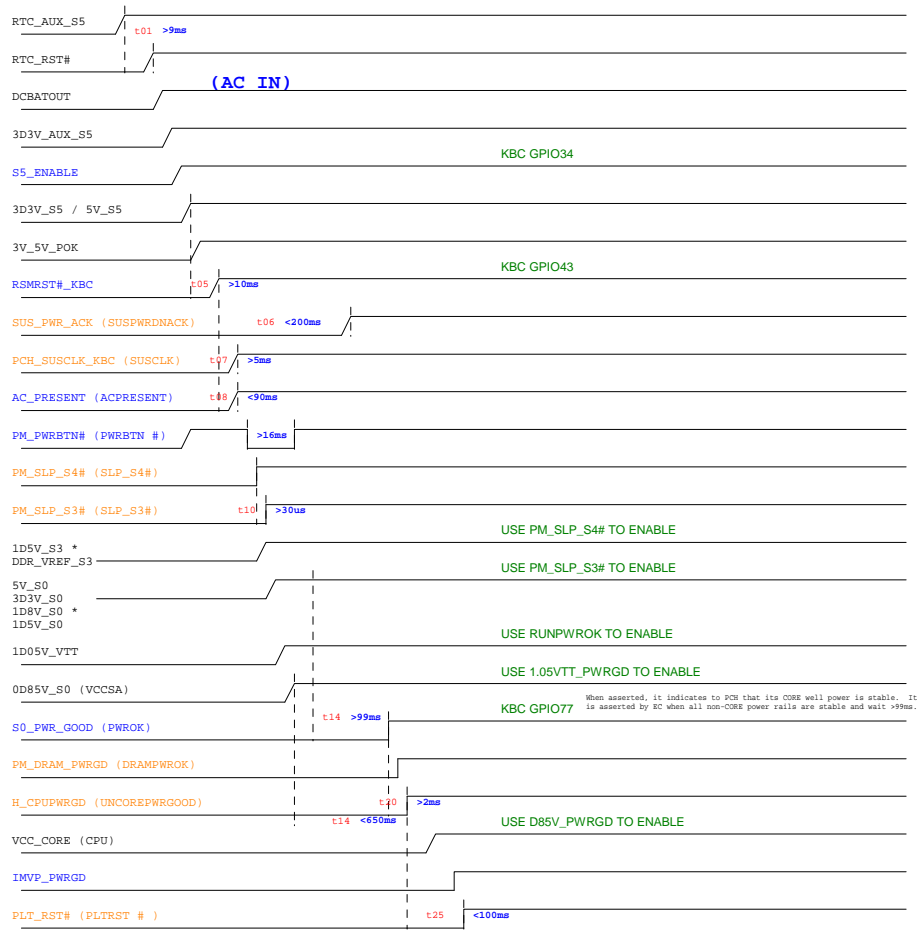 RTC_AUX_S5
t01 >9ms
RTC_RST#
(AC IN)
DCBATOUT
3D3V_AUX_S5
KBC GPIO34
S5_ENABLE
3D3V_S5 / 5V_S5
3V_5V_POK
KBC GPIO43
RSMRST#_KBC t05 >10ms
SUS_PWR_ACK (SUSPWRDNACK) t06 <200ms
PCH_SUSCLK_KBC (SUSCLK) t07 >5ms
AC_PRESENT (ACPRESENT) t08 <90ms
PM_PWRBTN# (PWRBTN #) >16ms
PM_SLP_S4# (SLP_S4#)
PM_SLP_S3# (SLP_S3#) t10 >30us
USE PM_SLP_S4# TO ENABLE
1D5V_S3 *
DDR_VREF_S3
USE PM_SLP_S3# TO ENABLE
5V_S0
3D3V_S0
1D8V_S0 *
1D5V_S0
USE RUNPWROK TO ENABLE
1D05V_VTT
USE 1.05VTT_PWRGD TO ENABLE
0D85V_S0 (VCCSA)
When asserted, it indicates to PCH that its CORE well power is stable. It
is asserted by EC when all non-CORE power rails are stable and wait >99ms.
KBC GPIO77
t14 >99ms
S0_PWR_GOOD (PWROK)
PM_DRAM_PWRGD (DRAMPWROK)
H_CPUPWRGD (UNCOREPWRGOOD) t20 >2ms
t14 <650ms
USE D85V_PWRGD TO ENABLE
VCC_CORE (CPU)
IMVP_PWRGD
PLT_RST# (PLTRST # ) t25 <100ms